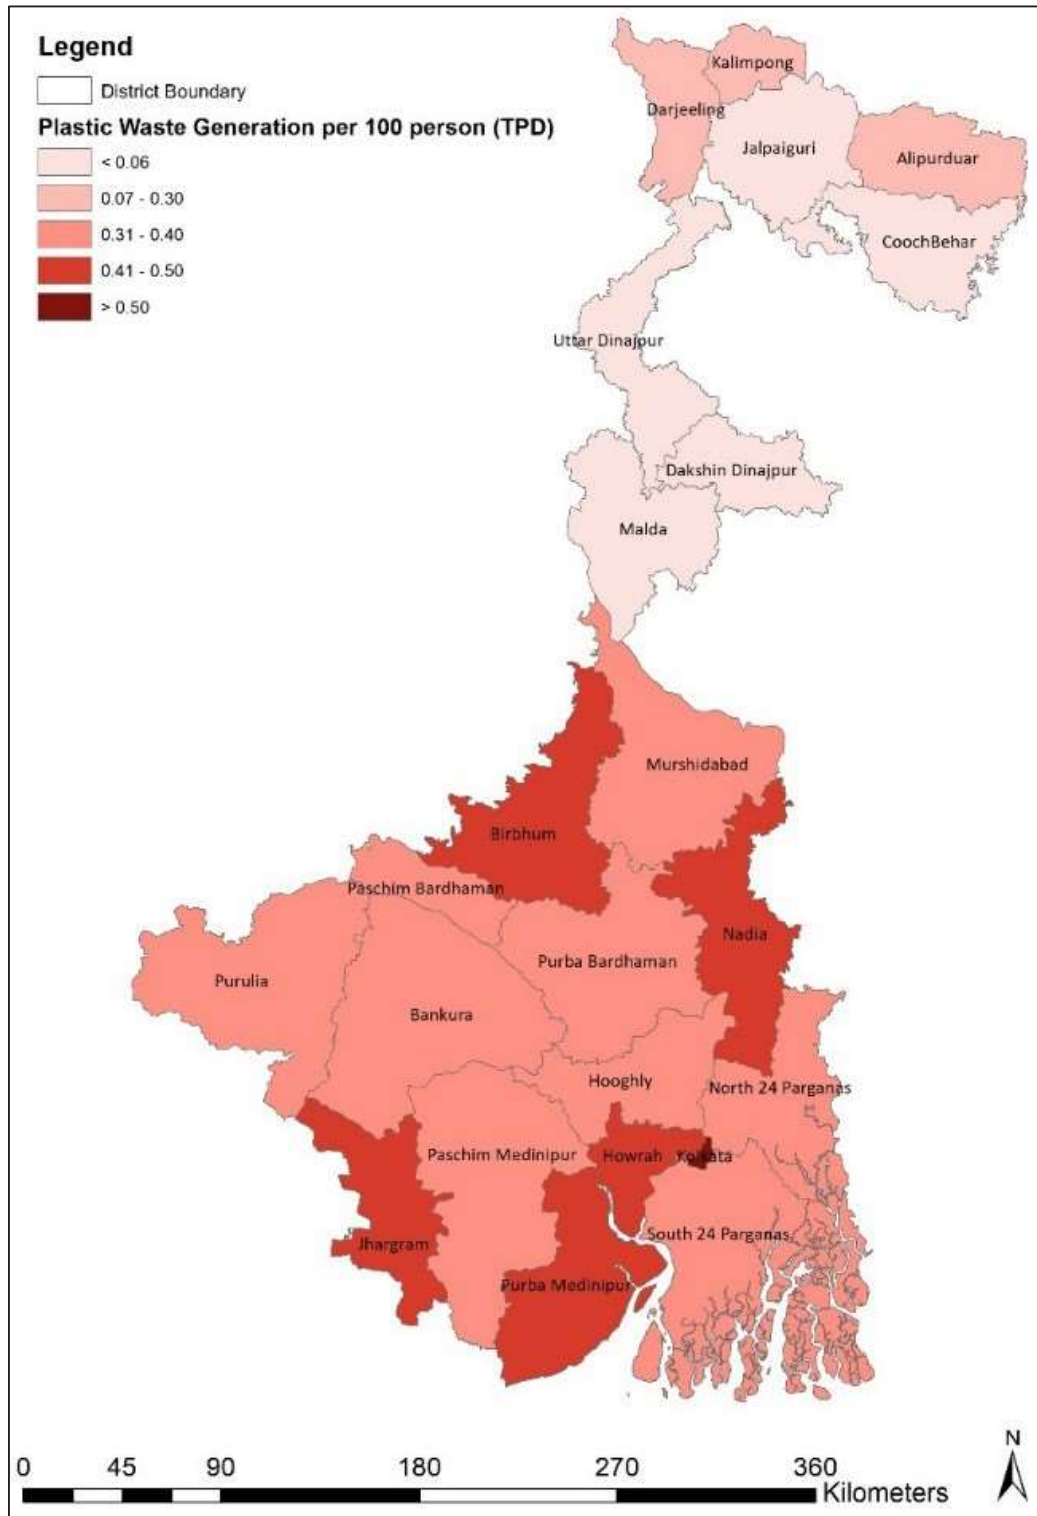 Legend
District Boundary
Plastic Waste Generation per 100 person (TPD)
< 0.06
0.07 - 0.30
0.31 - 0.40
0.41 - 0.50
> 0.50
Kalimpong
Darjeeling
Jalpaiguri
Alipurduar
CoochBehar
Uttar Dinajpur
Dakshin Dinajpur
Malda
Murshidabad
Birbhum
Paschim Bardhaman
Nadia
Purba Bardhaman
Purulia
Bankura
Hooghly
North 24 Parganas
Paschim Medinipur
Howrah
Kolkata
South 24 Parganas
Jhargram
Purba Medinipur
N
0 45 90 180 270 360
Kilometers